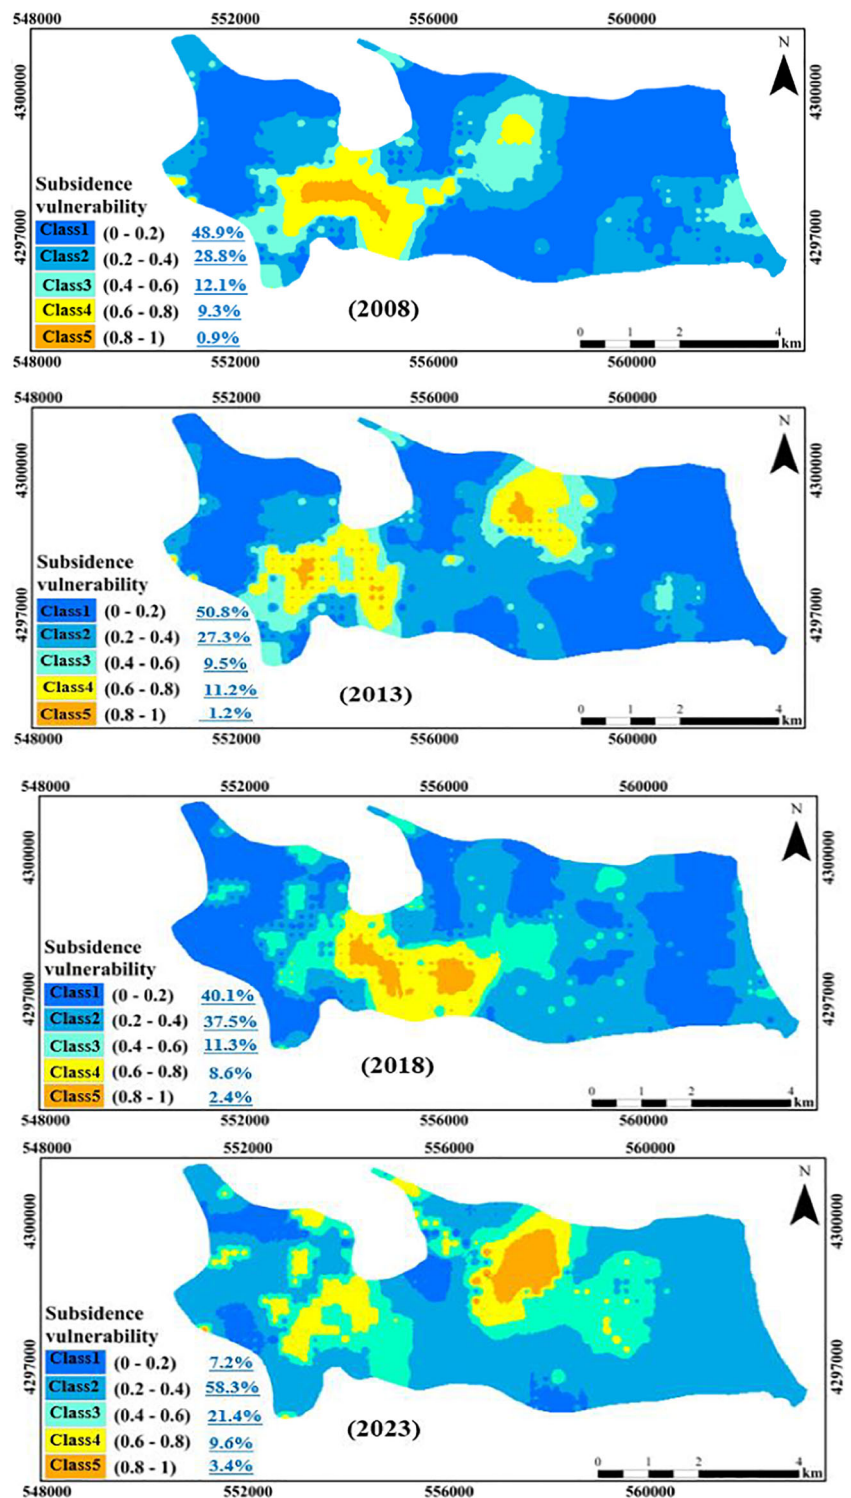 548000 552000 556000 560000
N
4300000 4300000
Subsidence
vulnerability
Class1 (0 - 0.2) 48.9%
Class2 (0.2 - 0.4) 28.8%
Class3 (0.4 - 0.6) 12.1%
Class4 (0.6 - 0.8) 9.3%
Class5 (0.8 - 1) 0.9%
4297000 4297000
(2008)
0 1 2 4
km
548000 552000 556000 560000
552000 556000 560000
N
4300000 4300000
Subsidence
vulnerability
Class1 (0 - 0.2) 50.8%
Class2 (0.2 - 0.4) 27.3%
Class3 (0.4 - 0.6) 9.5%
Class4 (0.6 - 0.8) 11.2%
Class5 (0.8 - 1) 1.2%
4297000 4297000
(2013)
0 1 2 4
km
548000 552000 556000 560000
548000 552000 556000 560000
N
4300000 4300000
Subsidence
vulnerability
Class1 (0 - 0.2) 40.1%
Class2 (0.2 - 0.4) 37.5%
Class3 (0.4 - 0.6) 11.3%
Class4 (0.6 - 0.8) 8.6%
Class5 (0.8 - 1) 2.4%
4297000 4297000
(2018)
0 1 2 4
km
548000 552000 556000 560000
548000 552000 556000 560000
N
4300000 4300000
Subsidence
vulnerability
Class1 (0 - 0.2) 7.2%
Class2 (0.2 - 0.4) 58.3%
Class3 (0.4 - 0.6) 21.4%
Class4 (0.6 - 0.8) 9.6%
Class5 (0.8 - 1) 3.4%
4297000 4297000
(2023)
0 1 2 4
km
548000 552000 556000 560000